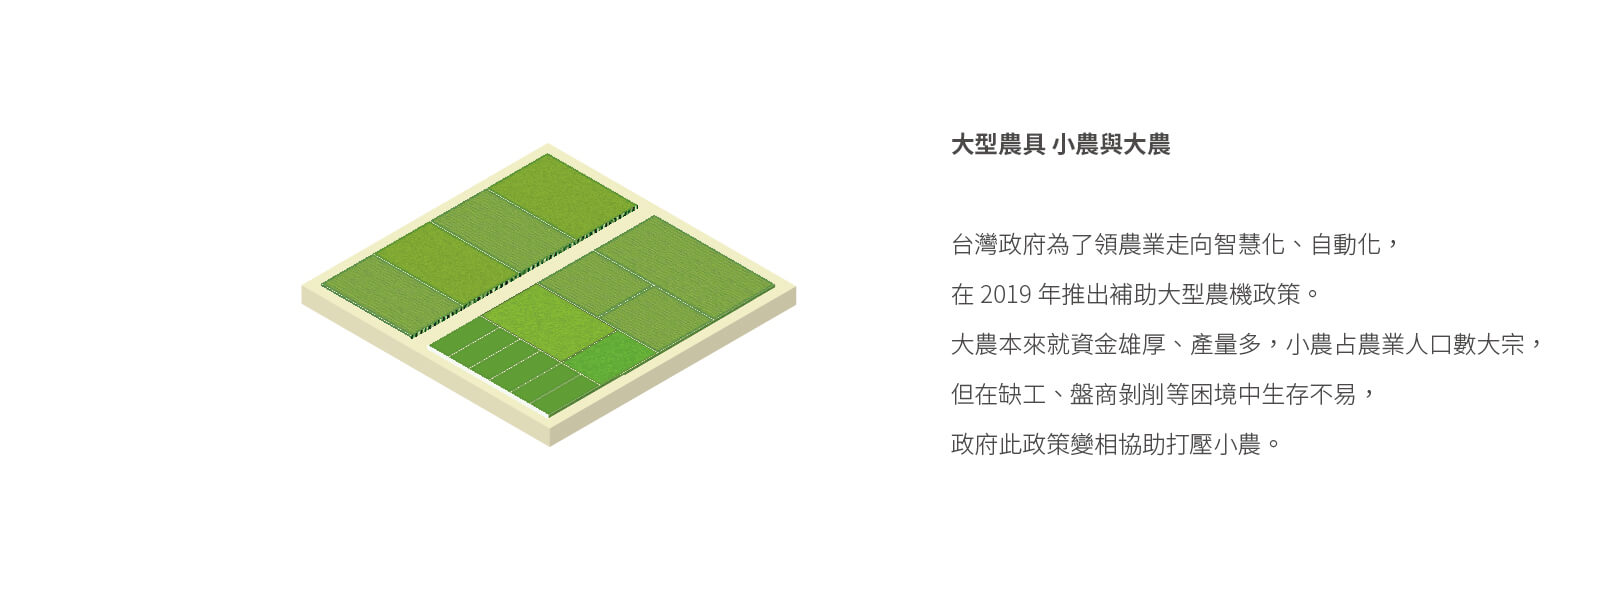 大型農具 小農與大農
台灣政府為了領農業走向智慧化、自動化，
在 2019 年推出補助大型農機政策。
大農本來就資金雄厚、產量多，小農占農業人口數大宗，
但在缺工、盤商剝削等困境中生存不易，
政府此政策變相協助打壓小農。